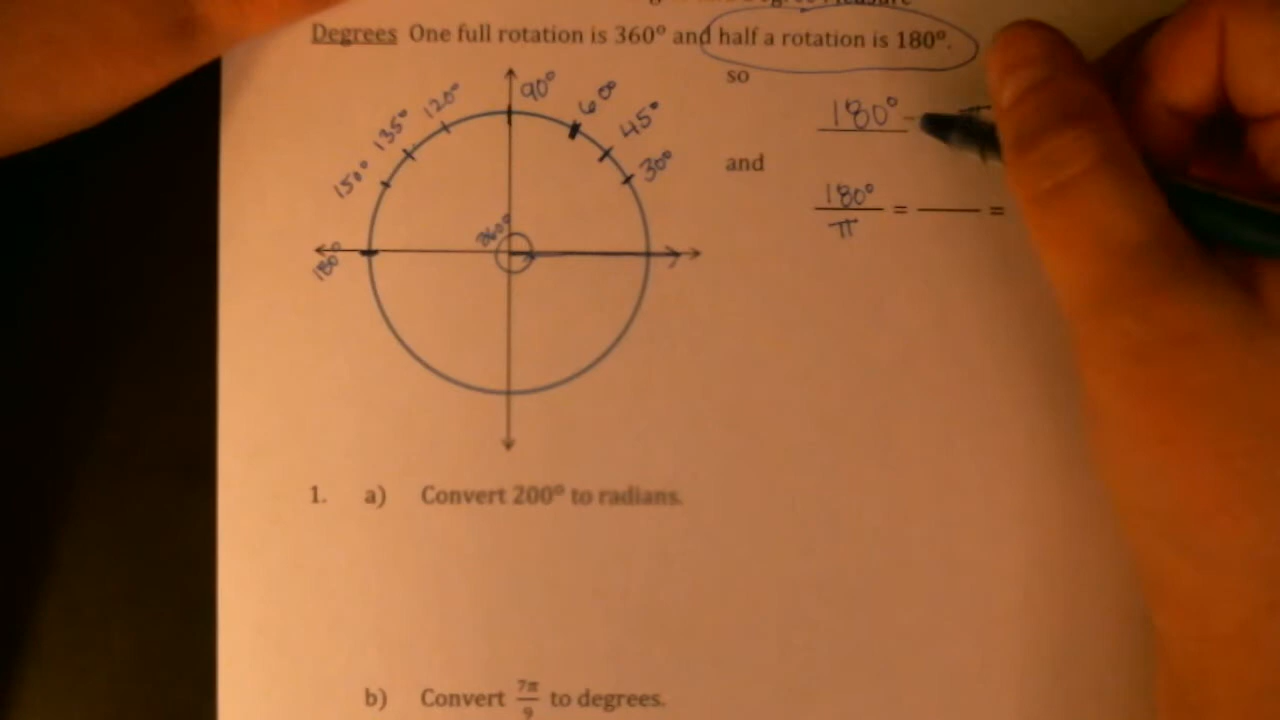 Degrees One full rotation is 360° and half a rotation is 180°.
so
180°
and
180°/π = ___ =
90°
60°
45°
30°
120°
135°
150°
180°
360°
1. a) Convert 200° to radians.
b) Convert 7π/9 to degrees.